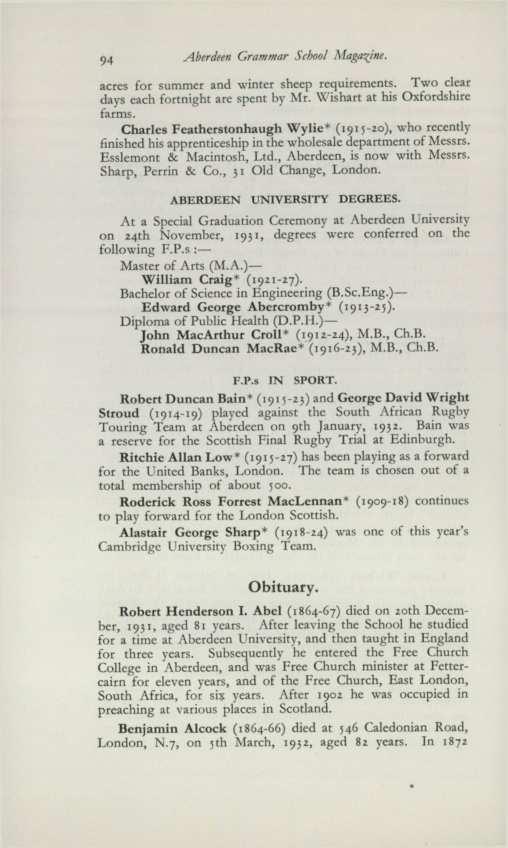 94 Aberdeen Grammar School Magazine.
acres for summer and winter sheep requirements. Two clear
days each fortnight are spent by Mr. Wishart at his Oxfordshire
farms.
Charles Featherstonhaugh Wylie* (1915-20), who recently
finished his apprenticeship in the wholesale department of Messrs.
Esslemont & Macintosh, Ltd., Aberdeen, is now with Messrs.
Sharp, Perrin & Co., 31 Old Change, London.
ABERDEEN UNIVERSITY DEGREES.
At a Special Graduation Ceremony at Aberdeen University
on 24th November, 1931, degrees were conferred on the
following F.P.s :—
Master of Arts (M.A.)—
William Craig* (1921-27).
Bachelor of Science in Engineering (B.Sc.Eng.)—
Edward George Abercromby* (1913-25).
Diploma of Public Health (D.P.H.)—
John MacArthur Croll* (1912-24), M.B., Ch.B.
Ronald Duncan MacRae* (1916-23), M.B., Ch.B.
F.P.s IN SPORT.
Robert Duncan Bain* (1915-23) and George David Wright
Stroud (1914-19) played against the South African Rugby
Touring Team at Aberdeen on 9th January, 1932. Bain was
a reserve for the Scottish Final Rugby Trial at Edinburgh.
Ritchie Allan Low* (1915-27) has been playing as a forward
for the United Banks, London. The team is chosen out of a
total membership of about 500.
Roderick Ross Forrest MacLennan* (1909-18) continues
to play forward for the London Scottish.
Alastair George Sharp* (1918-24) was one of this year's
Cambridge University Boxing Team.
Obituary.
Robert Henderson I. Abel (1864-67) died on 20th Decem-
ber, 1931, aged 81 years. After leaving the School he studied
for a time at Aberdeen University, and then taught in England
for three years. Subsequently he entered the Free Church
College in Aberdeen, and was Free Church minister at Fetter-
cairn for eleven years, and of the Free Church, East London,
South Africa, for six years. After 1902 he was occupied in
preaching at various places in Scotland.
Benjamin Alcock (1864-66) died at 546 Caledonian Road,
London, N.7, on 5th March, 1932, aged 82 years. In 1872